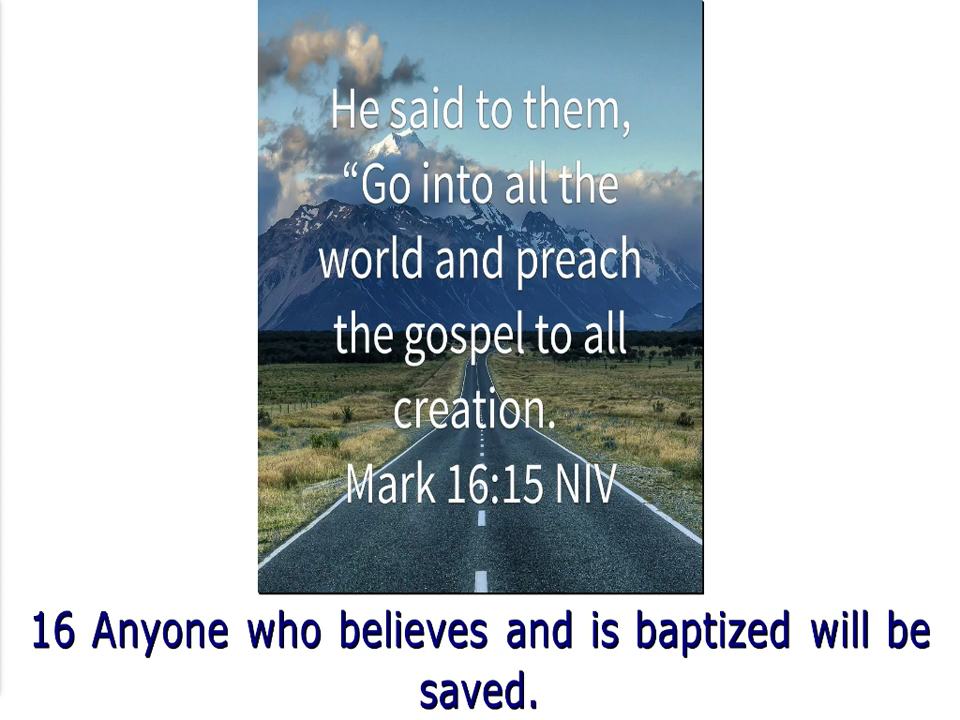 He said to them,
“Go into all the
world and preach
the gospel to all
creation.
Mark 16:15 NIV
16 Anyone who believes and is baptized will be
saved.